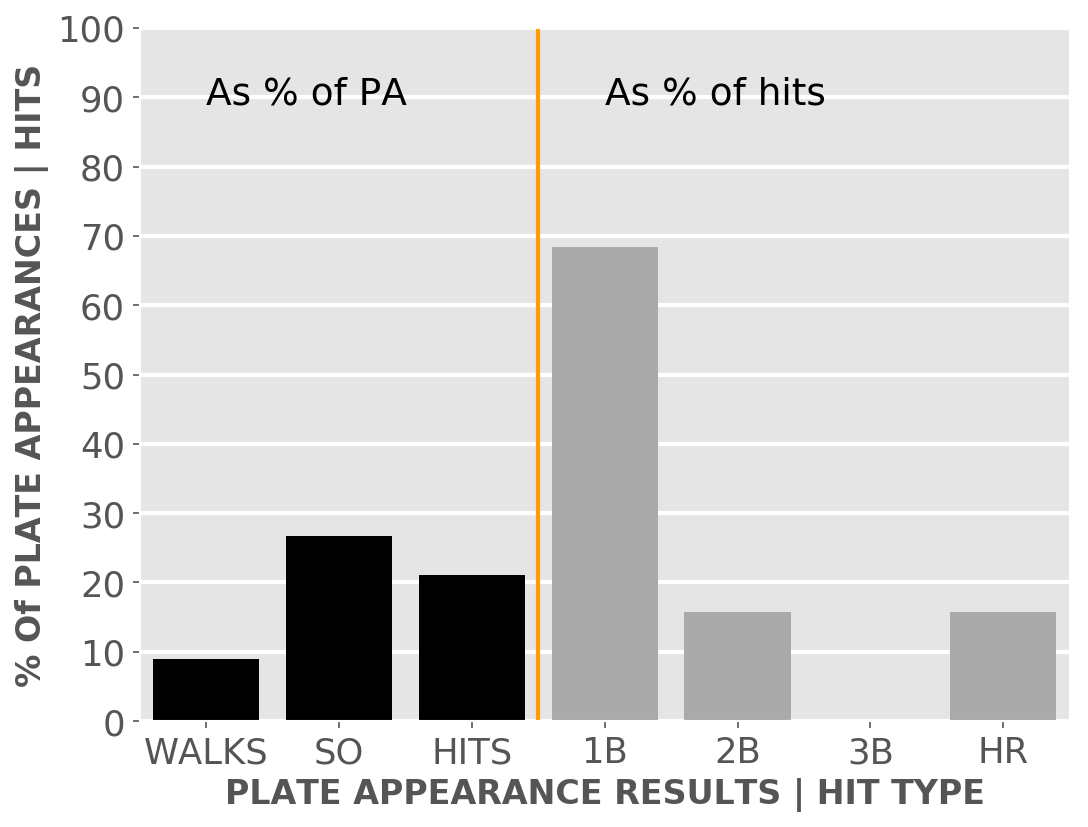 % Of PLATE APPEARANCES | HITS
100
90
80
70
60
50
40
30
20
10
0
As % of PA
As % of hits
WALKS SO HITS 1B 2B 3B HR
PLATE APPEARANCE RESULTS | HIT TYPE